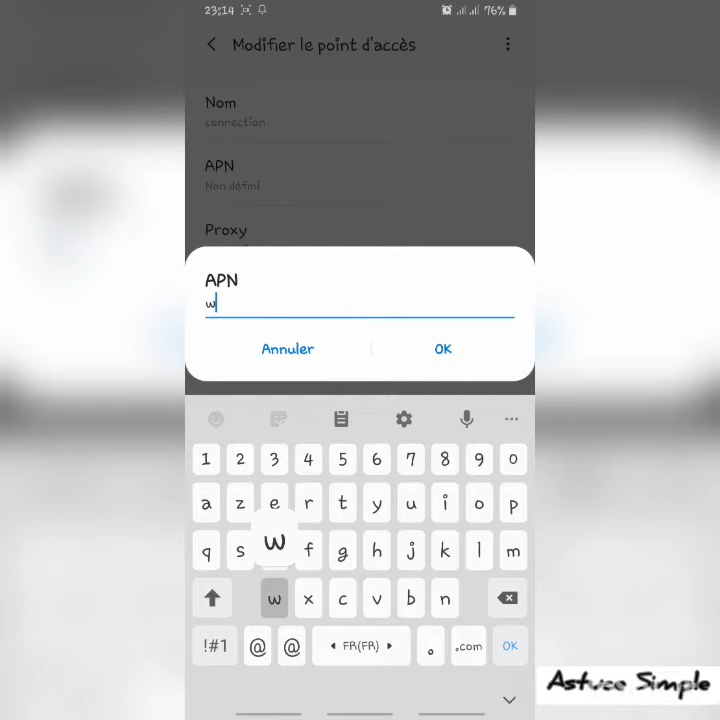 23:14 76%
Modifier le point d'accès
Nom
connection
APN
Non défini
Proxy
APN
w
Annuler OK
1 2 3 4 5 6 7 8 9 0
a z e r t y u i o p
q s w f g h j k l m
w x c v b n
!#1 @ @ FR(FR) . .com OK
Astuce Simple